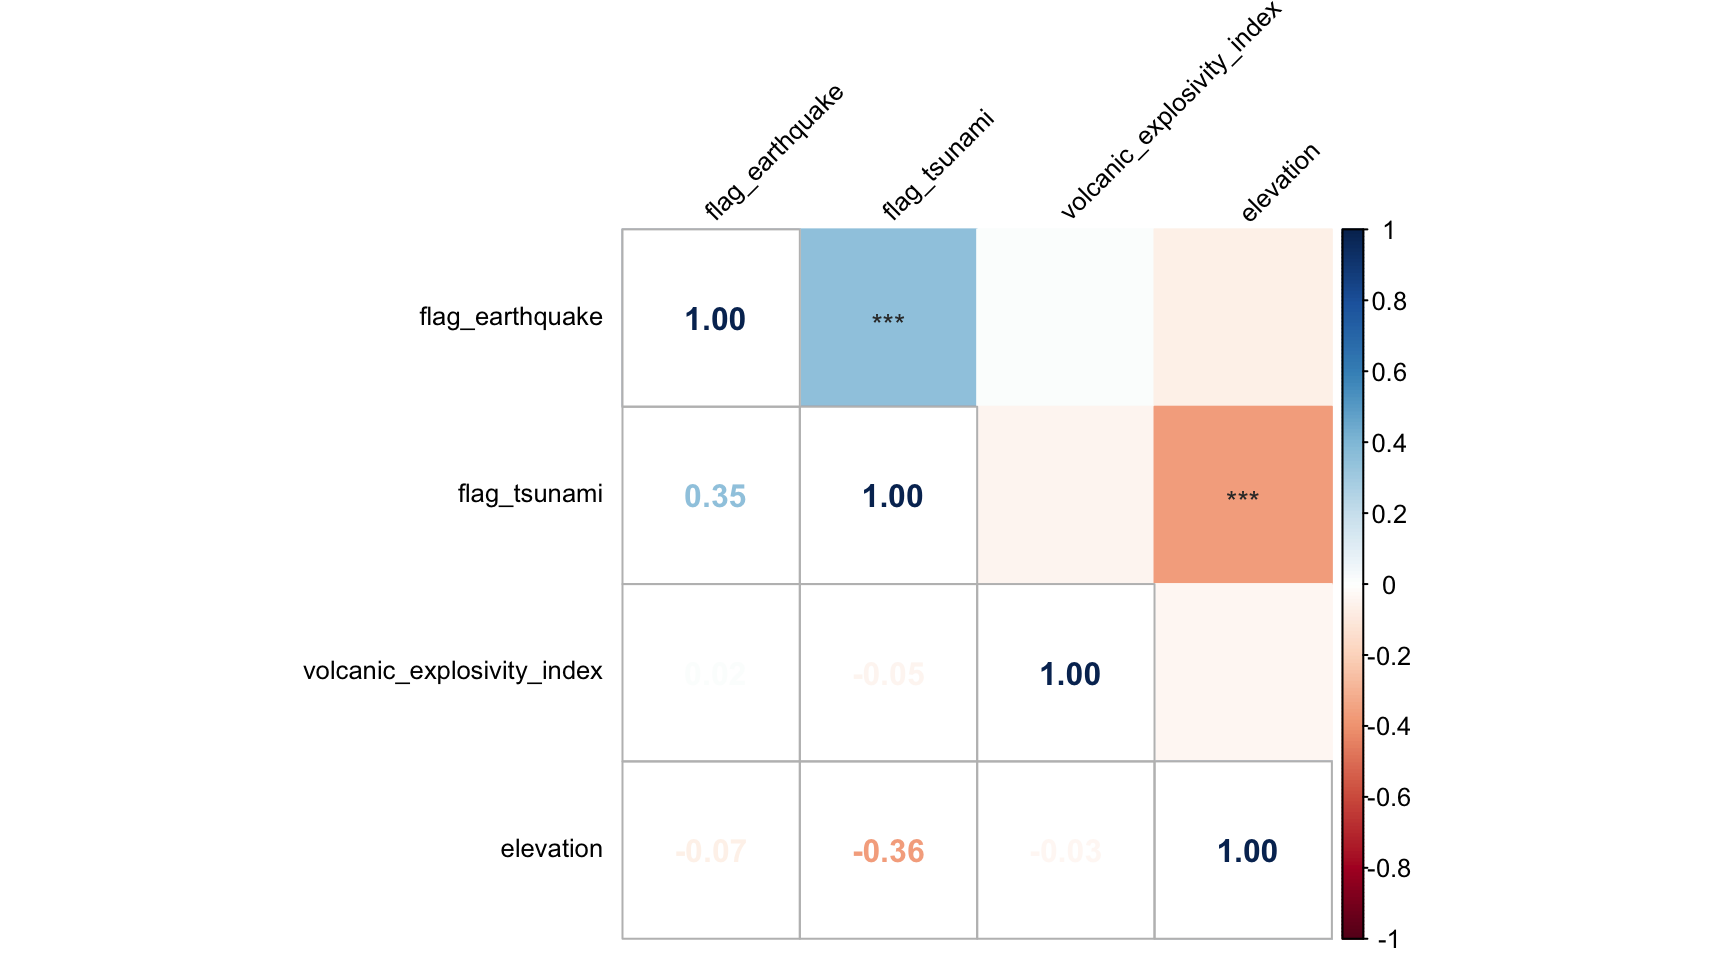 flag_earthquake
flag_tsunami
volcanic_explosivity_index
elevation
flag_earthquake 1.00 ***
flag_tsunami 0.35 1.00 ***
volcanic_explosivity_index 0.02 -0.05 1.00
elevation -0.07 -0.36 -0.03 1.00
1
0.8
0.6
0.4
0.2
0
-0.2
-0.4
-0.6
-0.8
-1